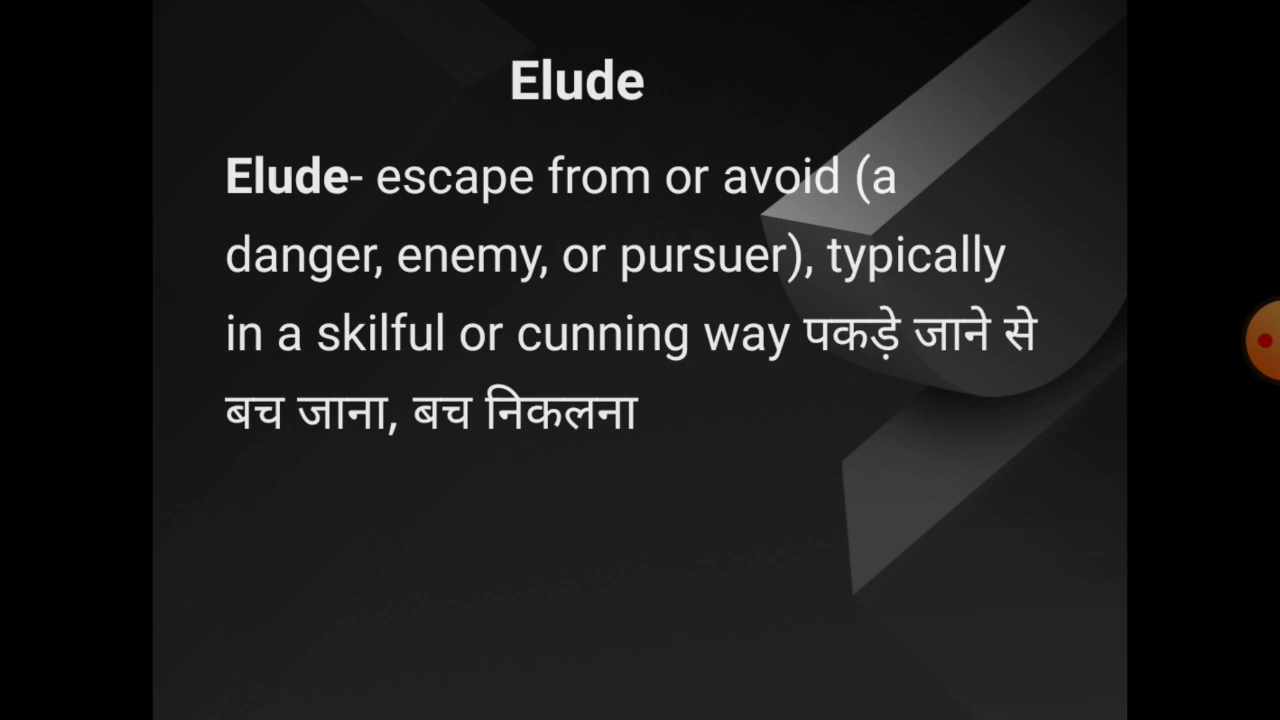 Elude
Elude- escape from or avoid (a
danger, enemy, or pursuer), typically
in a skilful or cunning way पकड़े जाने से
बच जाना, बच निकलना